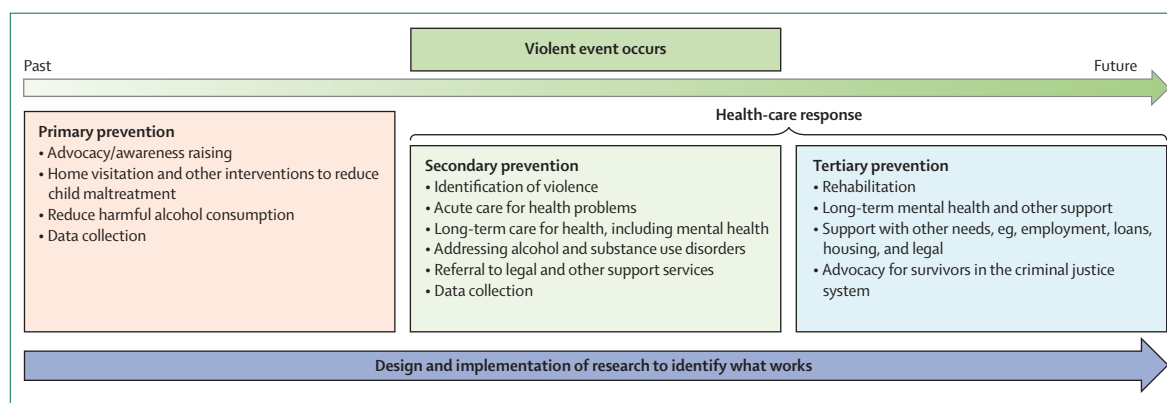 Violent event occurs
Past
Future
Health-care response
Primary prevention
• Advocacy/awareness raising
• Home visitation and other interventions to reduce
child maltreatment
• Reduce harmful alcohol consumption
• Data collection
Secondary prevention
• Identification of violence
• Acute care for health problems
• Long-term care for health, including mental health
• Addressing alcohol and substance use disorders
• Referral to legal and other support services
• Data collection
Tertiary prevention
• Rehabilitation
• Long-term mental health and other support
• Support with other needs, eg, employment, loans,
housing, and legal
• Advocacy for survivors in the criminal justice
system
Design and implementation of research to identify what works